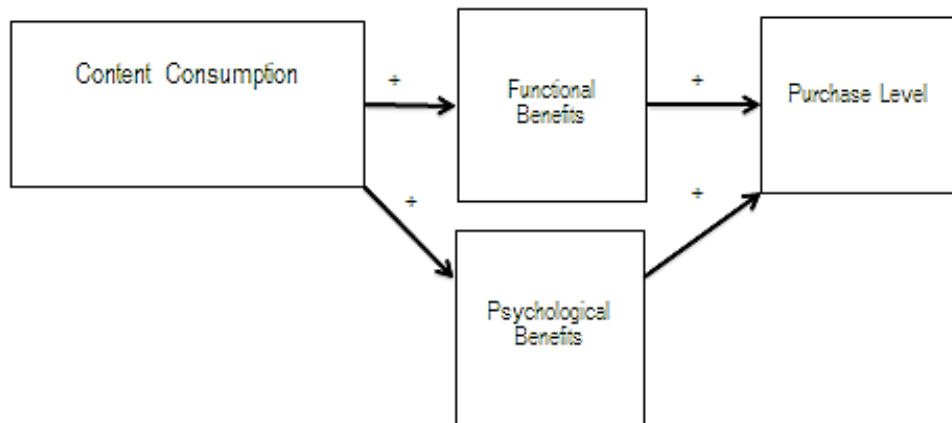 Content Consumption
+
Functional
Benefits
+
Purchase Level
+
+
Psychological
Benefits